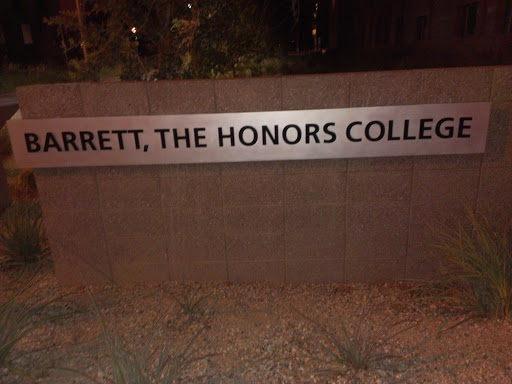 BARRETT, THE HONORS COLLEGE